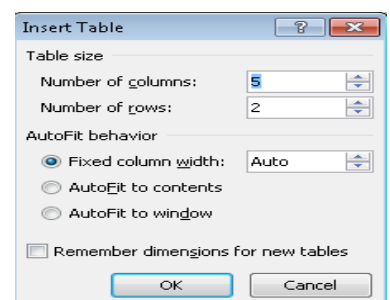 Insert Table
Table size
Number of columns: 5
Number of rows: 2
AutoFit behavior
Fixed column width: Auto
AutoFit to contents
AutoFit to window
Remember dimensions for new tables
OK Cancel